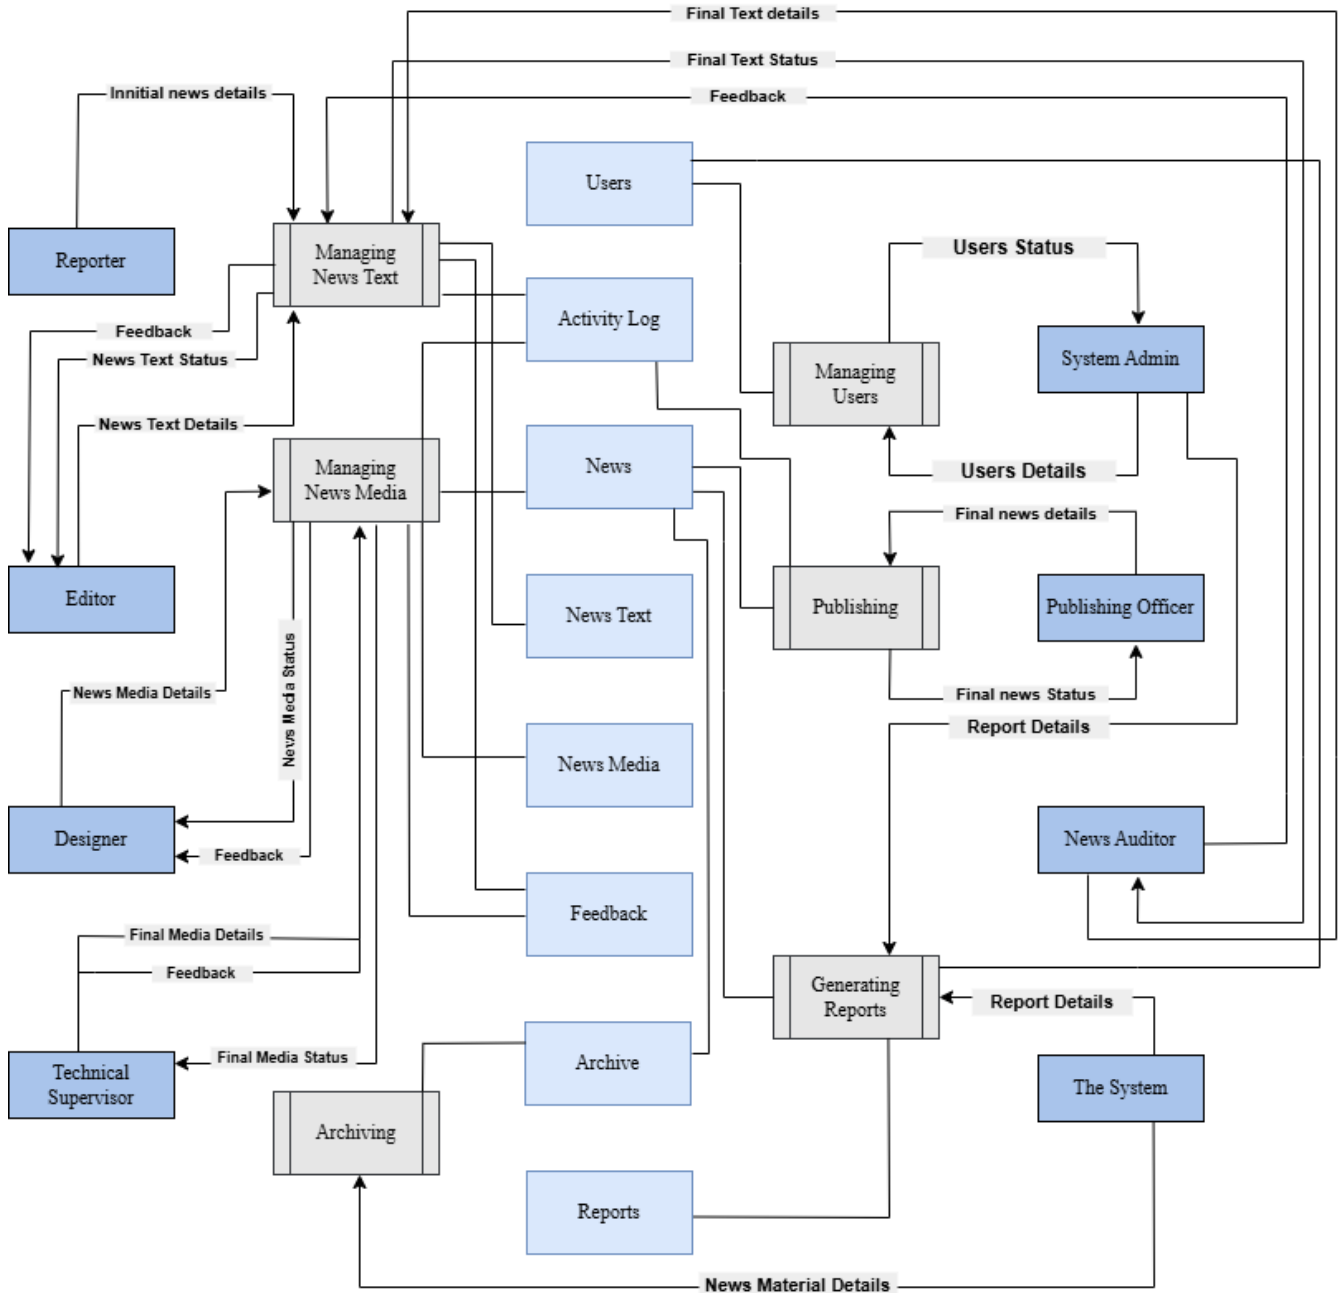 Final Text details
Final Text Status
Innitial news details
Feedback
Users
Reporter
Managing
News Text
Users Status
Activity Log
Feedback
News Text Status
System Admin
Managing
Users
News Text Details
Managing
News Media
News
Users Details
Final news details
Editor
News Text
Publishing
Publishing Officer
News Media Status
News Media Details
Final news Status
Report Details
News Media
Designer
Feedback
News Auditor
Feedback
Final Media Details
Feedback
Generating
Reports
Report Details
Final Media Status
Technical
Supervisor
Archive
The System
Archiving
Reports
News Material Details